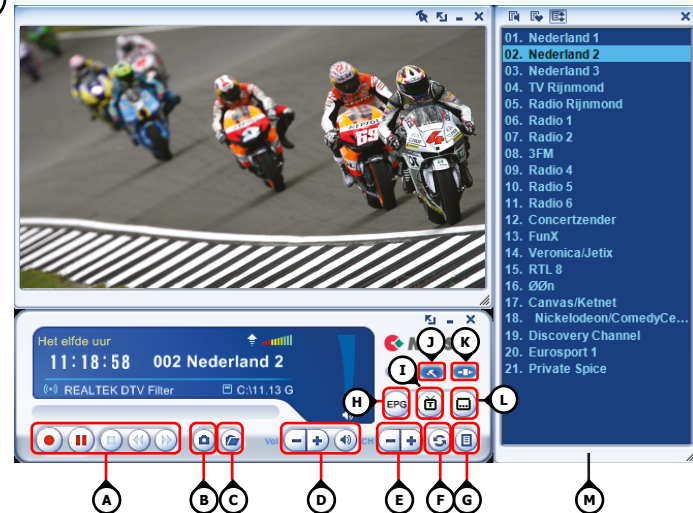 01. Nederland 1
02. Nederland 2
03. Nederland 3
04. TV Rijnmond
05. Radio Rijnmond
06. Radio 1
07. Radio 2
08. 3FM
09. Radio 4
10. Radio 5
11. Radio 6
12. Concertzender
13. FunX
14. Veronica/Jetix
15. RTL 8
16. ØØn
17. Canvas/Ketnet
18. Nickelodeon/ComedyCe...
19. Discovery Channel
20. Eurosport 1
21. Private Spice
69
4
Het elfde uur
11:18:58 002 Nederland 2
REALTEK DTV Filter C:\11.13 G
J K
I
H EPG L
Vol CH
A B C D E F G M